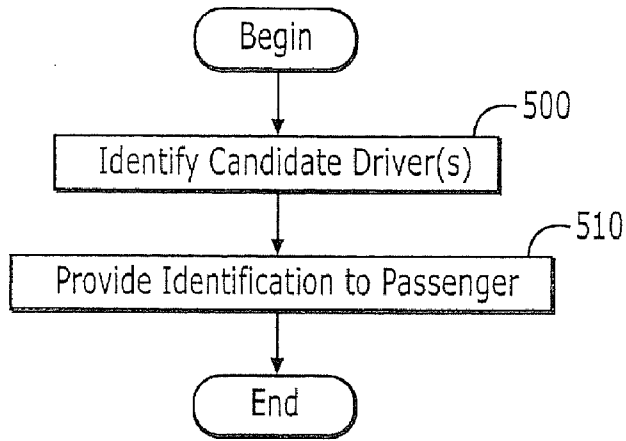 Begin
500
Identify Candidate Driver(s)
510
Provide Identification to Passenger
End